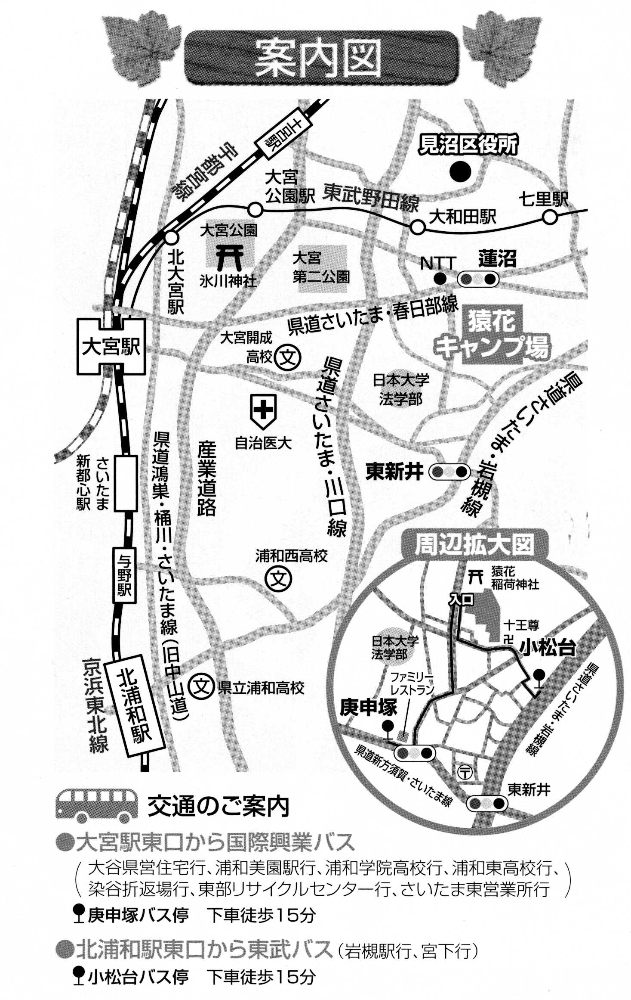 案内図
土呂駅
宇都宮線
見沼区役所
大宮
公園駅
東武野田線
七里駅
大和田駅
大宮公園
氷川神社
北大宮駅
大宮
第二公園
NTT
蓮沼
県道さいたま・春日部線
猿花
キャンプ場
大宮駅
大宮開成
高校
文
県道さいたま・川口線
日本大学
法学部
県道さいたま・岩槻線
自治医大
県道鴻巣・桶川・さいたま線(旧中山道)
産業道路
さいたま
新都心駅
東新井
与野駅
浦和西高校
文
京浜東北線
北浦和駅
文
県立浦和高校
周辺拡大図
猿花
稲荷神社
入口
十王尊
卍
小松台
日本大学
法学部
ファミリー
レストラン
庚申塚
県道さいたま・岩槻線
県道新方須賀・さいたま線
〒
東新井
交通のご案内
●大宮駅東口から国際興業バス
(大谷県営住宅行、浦和美園駅行、浦和学院高校行、浦和東高校行、
染谷折返場行、東部リサイクルセンター行、さいたま東営業所行)
庚申塚バス停 下車徒歩15分
●北浦和駅東口から東武バス(岩槻駅行、宮下行)
小松台バス停 下車徒歩15分